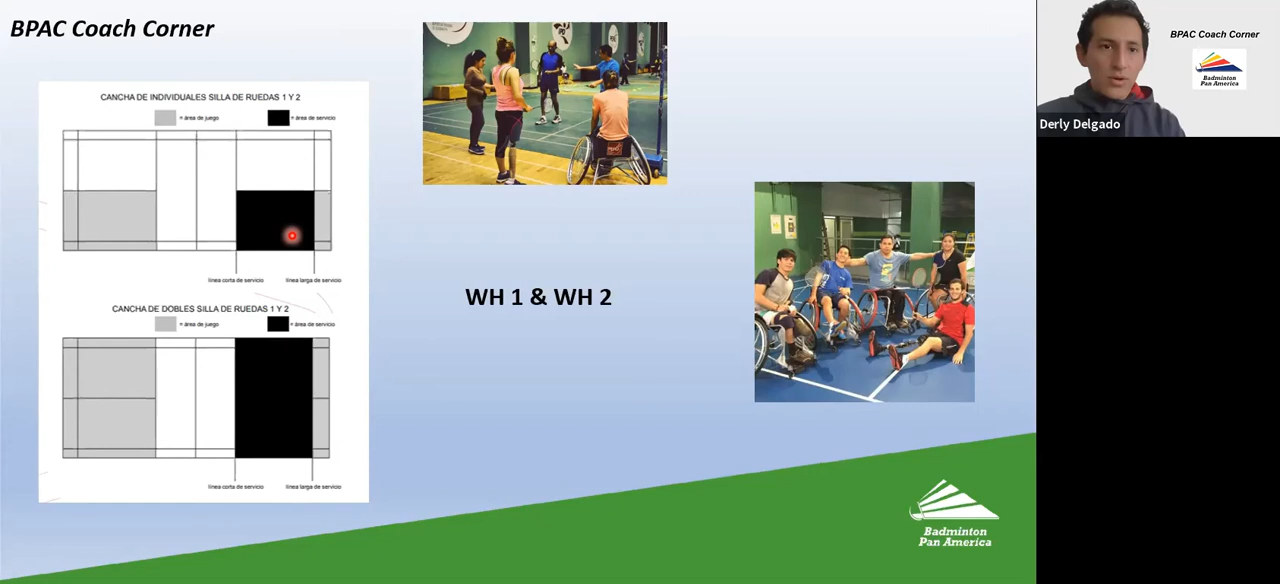 BPAC Coach Corner
CANCHA DE INDIVIDUALES SILLA DE RUEDAS 1 Y 2
= área de juego
= área de servicio
línea corta de servicio
línea larga de servicio
CANCHA DE DOBLES SILLA DE RUEDAS 1 Y 2
= área de juego
= área de servicio
línea corta de servicio
línea larga de servicio
WH 1 & WH 2
Badminton
Pan America
BPAC Coach Corner
Badminton
Pan America
Derly Delgado